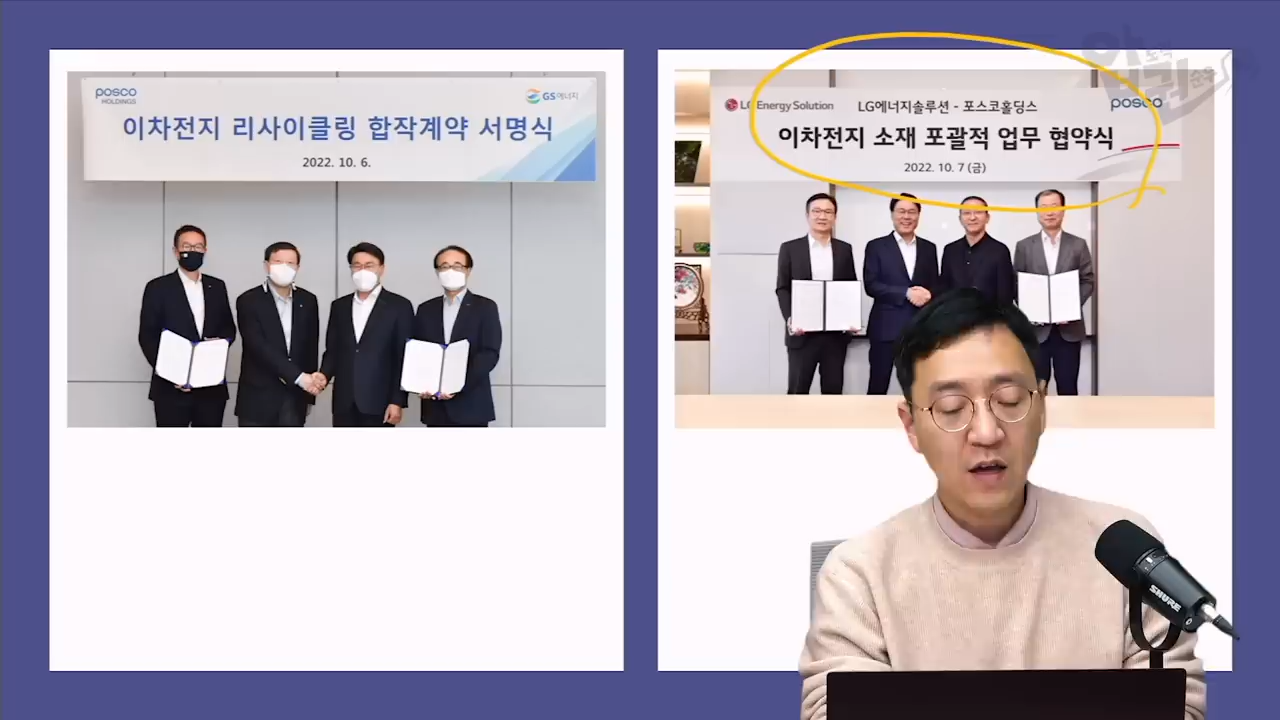 posco
HOLDINGS
GS에너지
이차전지 리사이클링 합작계약 서명식
2022. 10. 6.
LG Energy Solution
LG에너지솔루션 - 포스코홀딩스
posco
이차전지 소재 포괄적 업무 협약식
2022. 10. 7 (금)
SHURE